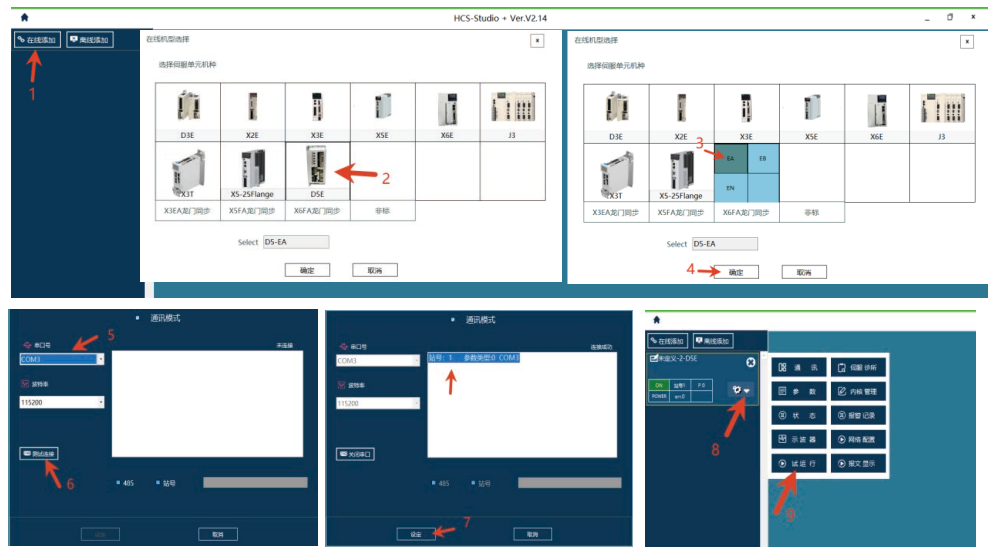 HCS-Studio + Ver.V2.14
在线添加 离线添加
1
在线机型选择
选择伺服单元机种
D3E X2E X3E X5E X6E J3
X3T X5-25Flange D5E
2
X3EA龙门同步 X5FA龙门同步 X6FA龙门同步 非标
Select D5-EA
确定 取消
在线机型选择
选择伺服单元机种
D3E X2E X3E X5E X6E J3
3
EA EB
EN
X3T X5-25Flange
X3EA龙门同步 X5FA龙门同步 X6FA龙门同步 非标
Select D5-EA
4
确定 取消
通讯模式
5
串口号 未连接
COM3
波特率
115200
测试连接
6
485 站号
取消
通讯模式
串口号 连接成功
COM3
站号：1 参数类型:0 COM3
波特率
115200
关闭串口
485 站号
7
设定 取消
在线添加 离线添加
未定义-2-D5E
ON 站号1 P 0
POWER err.0
8
通 讯 伺服诊断
参 数 内核管理
状 态 报警记录
示波器 网络配置
试运行 报文显示
9